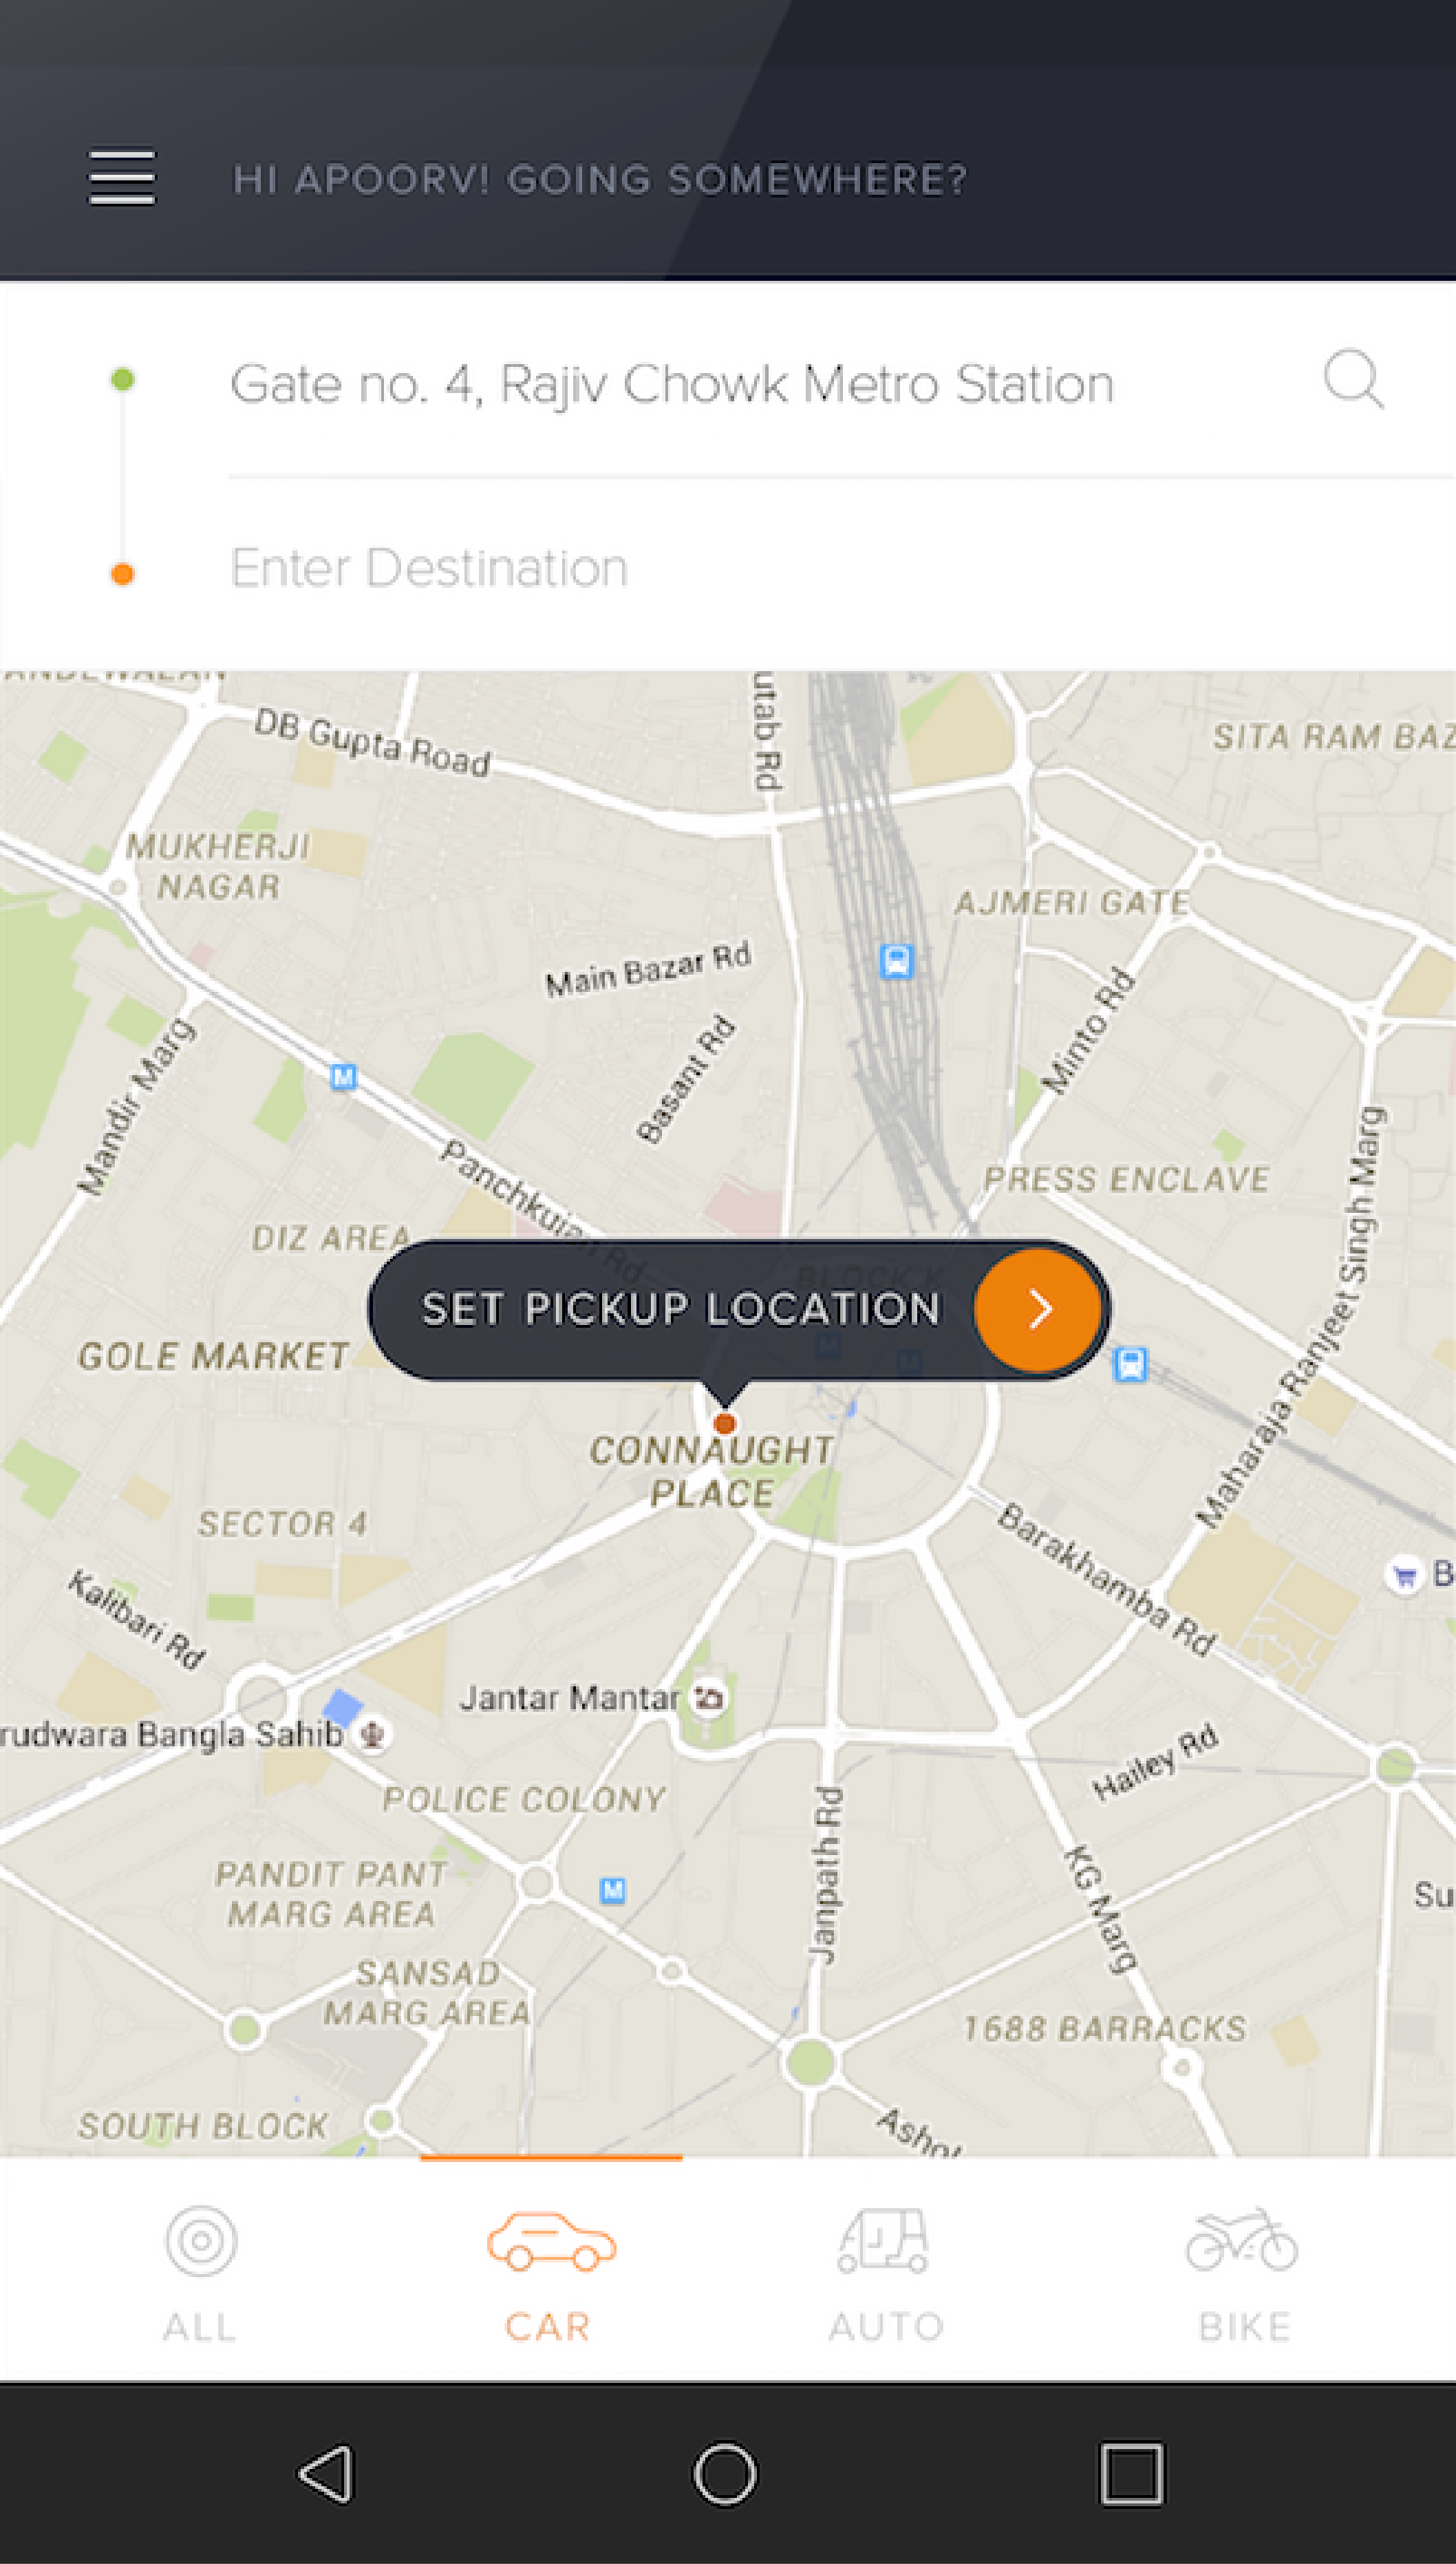 HI APOORV! GOING SOMEWHERE?
Gate no. 4, Rajiv Chowk Metro Station
Enter Destination
DB Gupta Road
utab Rd
SITA RAM BAZ
MUKHERJI
NAGAR
AJMERI GATE
Main Bazar Rd
Basant Rd
Minto Rd
Mandir Marg
M
Panchkuian Rd
PRESS ENCLAVE
Maharaja Ranjeet Singh Marg
DIZ AREA
BLOCK K
SET PICKUP LOCATION
GOLE MARKET
M
M
CONNAUGHT
PLACE
SECTOR 4
Barakhamba Rd
B
Kalibari Rd
Jantar Mantar
rudwara Bangla Sahib
Hailey Rd
POLICE COLONY
Janpath Rd
KG Marg
PANDIT PANT
MARG AREA
M
Su
SANSAD
MARG AREA
1688 BARRACKS
SOUTH BLOCK
ALL
CAR
AUTO
BIKE